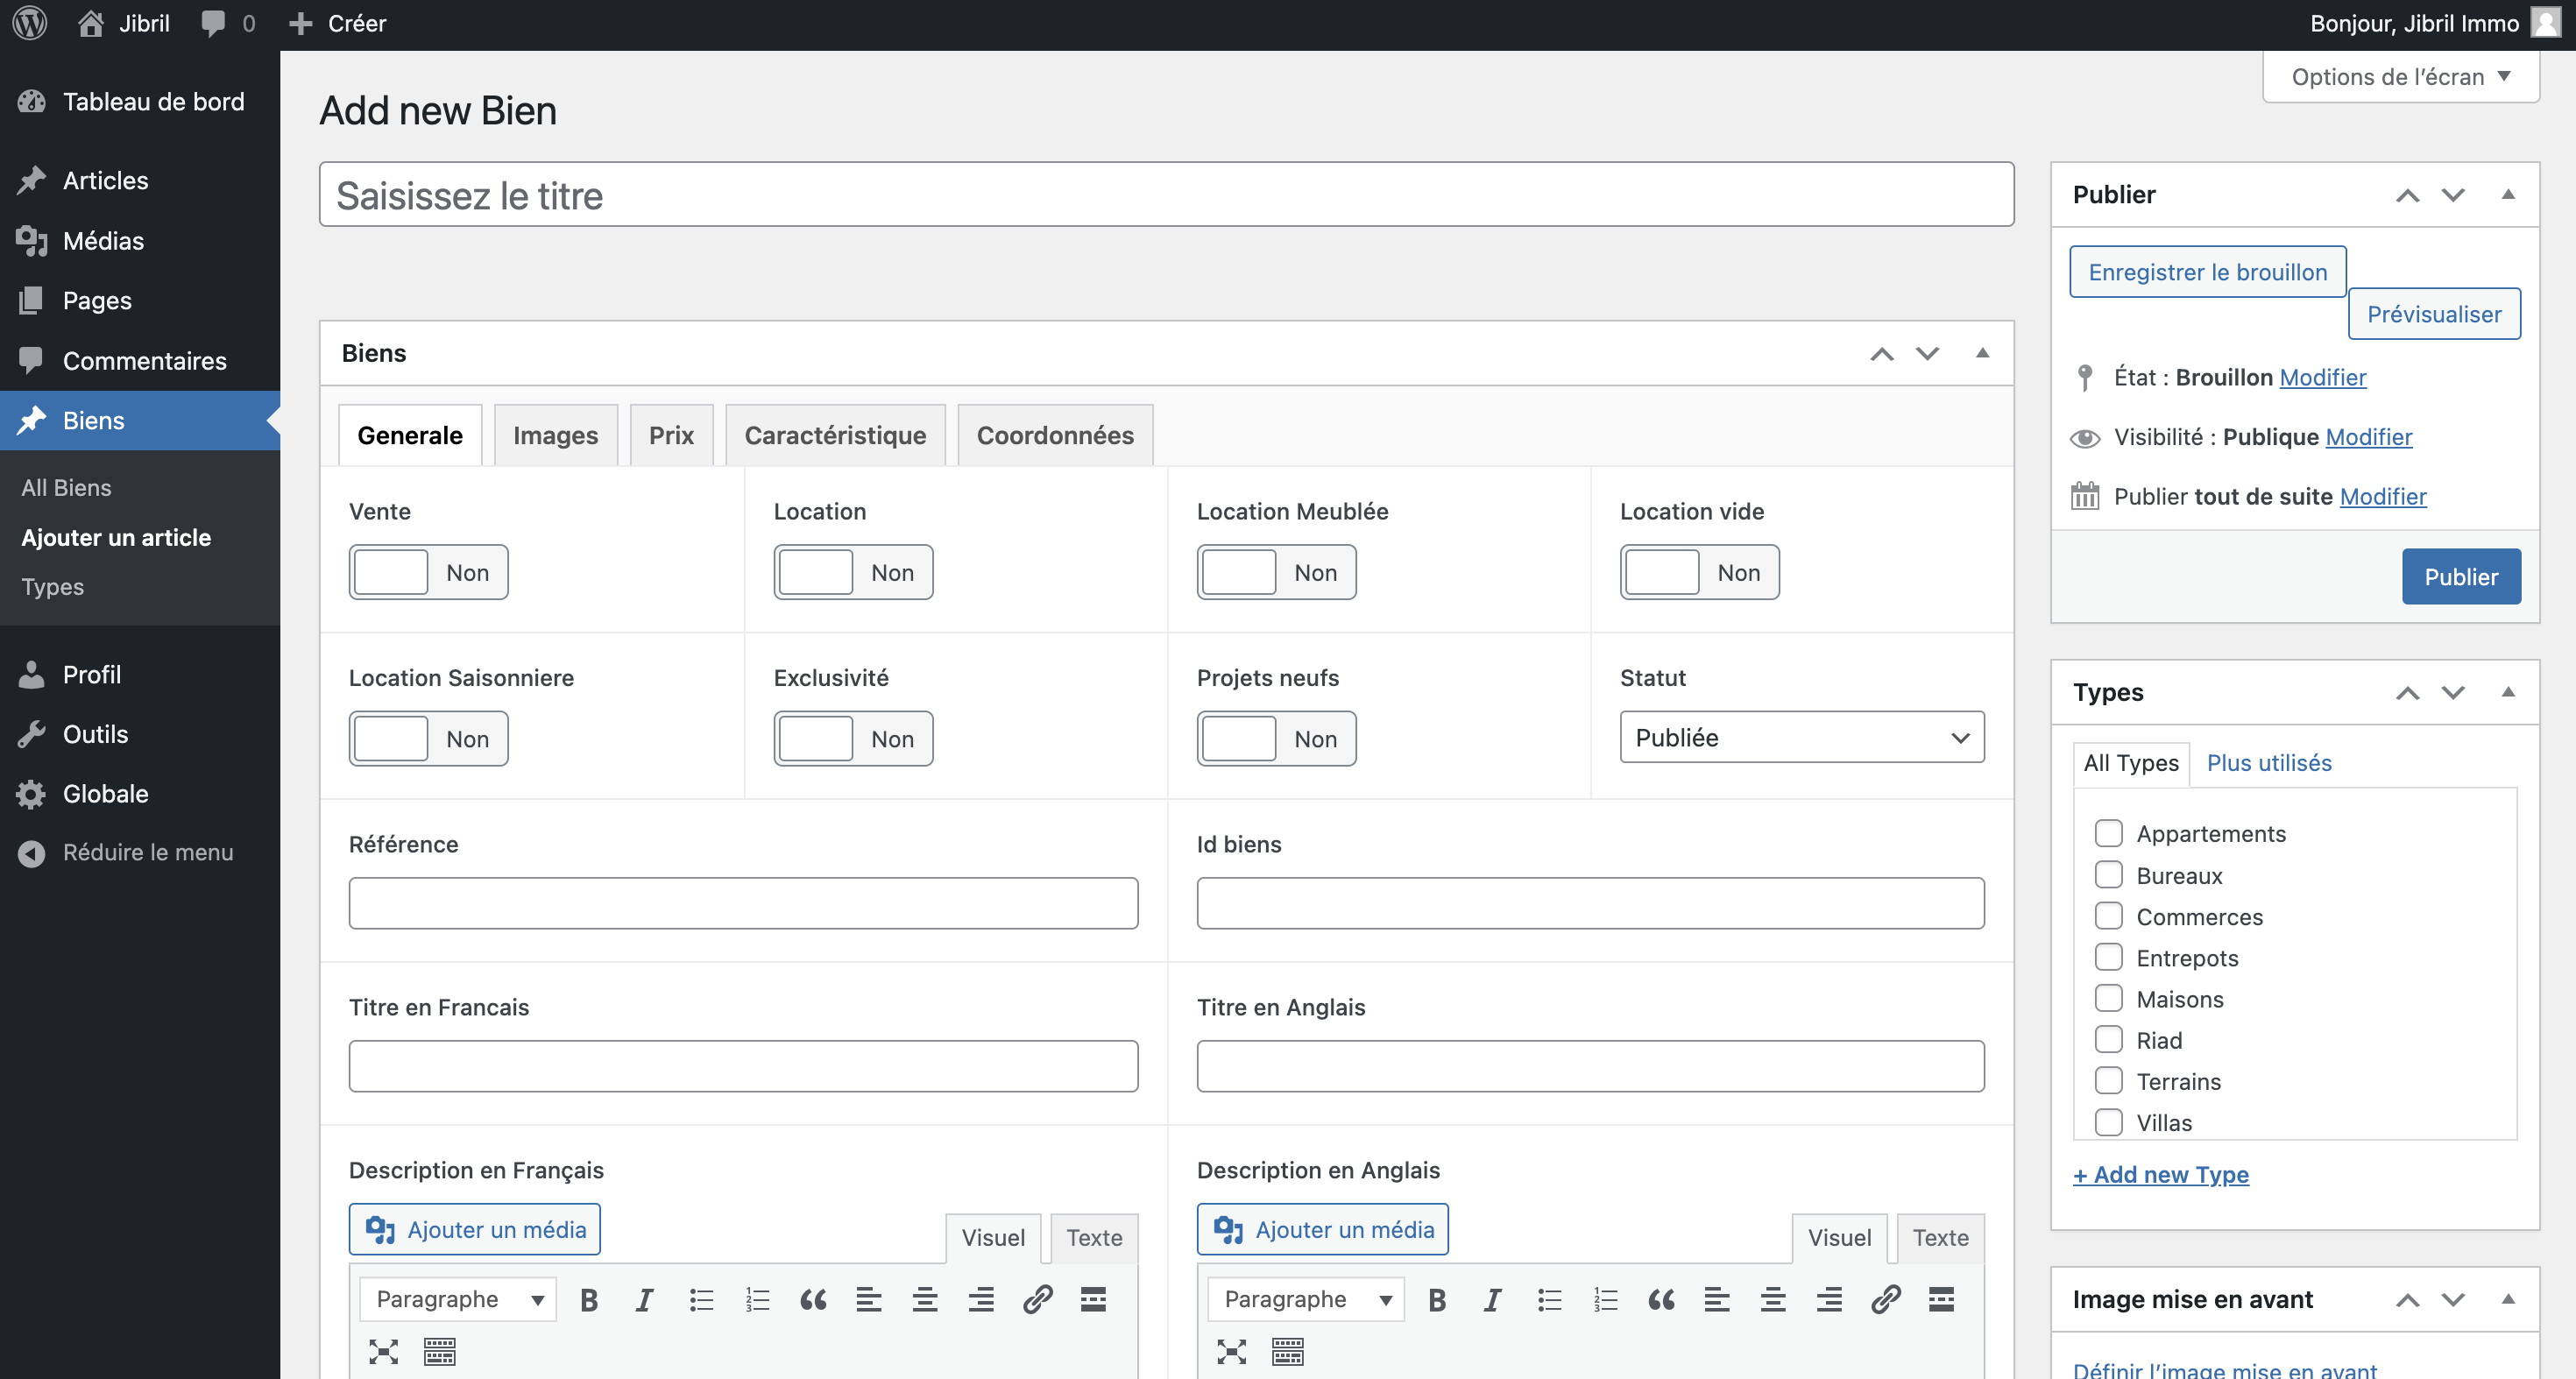 Jibril 0 Créer Bonjour, Jibril Immo
Options de l'écran
Tableau de bord
Articles
Médias
Pages
Commentaires
Biens
All Biens
Ajouter un article
Types
Profil
Outils
Globale
Réduire le menu
Add new Bien
Saisissez le titre
Biens
Generale Images Prix Caractéristique Coordonnées
Vente Location Location Meublée Location vide
Non Non Non Non
Location Saisonniere Exclusivité Projets neufs Statut
Non Non Non Publiée
Référence Id biens
Titre en Francais Titre en Anglais
Description en Français Description en Anglais
Ajouter un média Visuel Texte Ajouter un média Visuel Texte
Paragraphe Paragraphe
Publier
Enregistrer le brouillon
Prévisualiser
État : Brouillon Modifier
Visibilité : Publique Modifier
Publier tout de suite Modifier
Publier
Types
All Types Plus utilisés
Appartements
Bureaux
Commerces
Entrepots
Maisons
Riad
Terrains
Villas
+ Add new Type
Image mise en avant
Définir l'image mise en avant